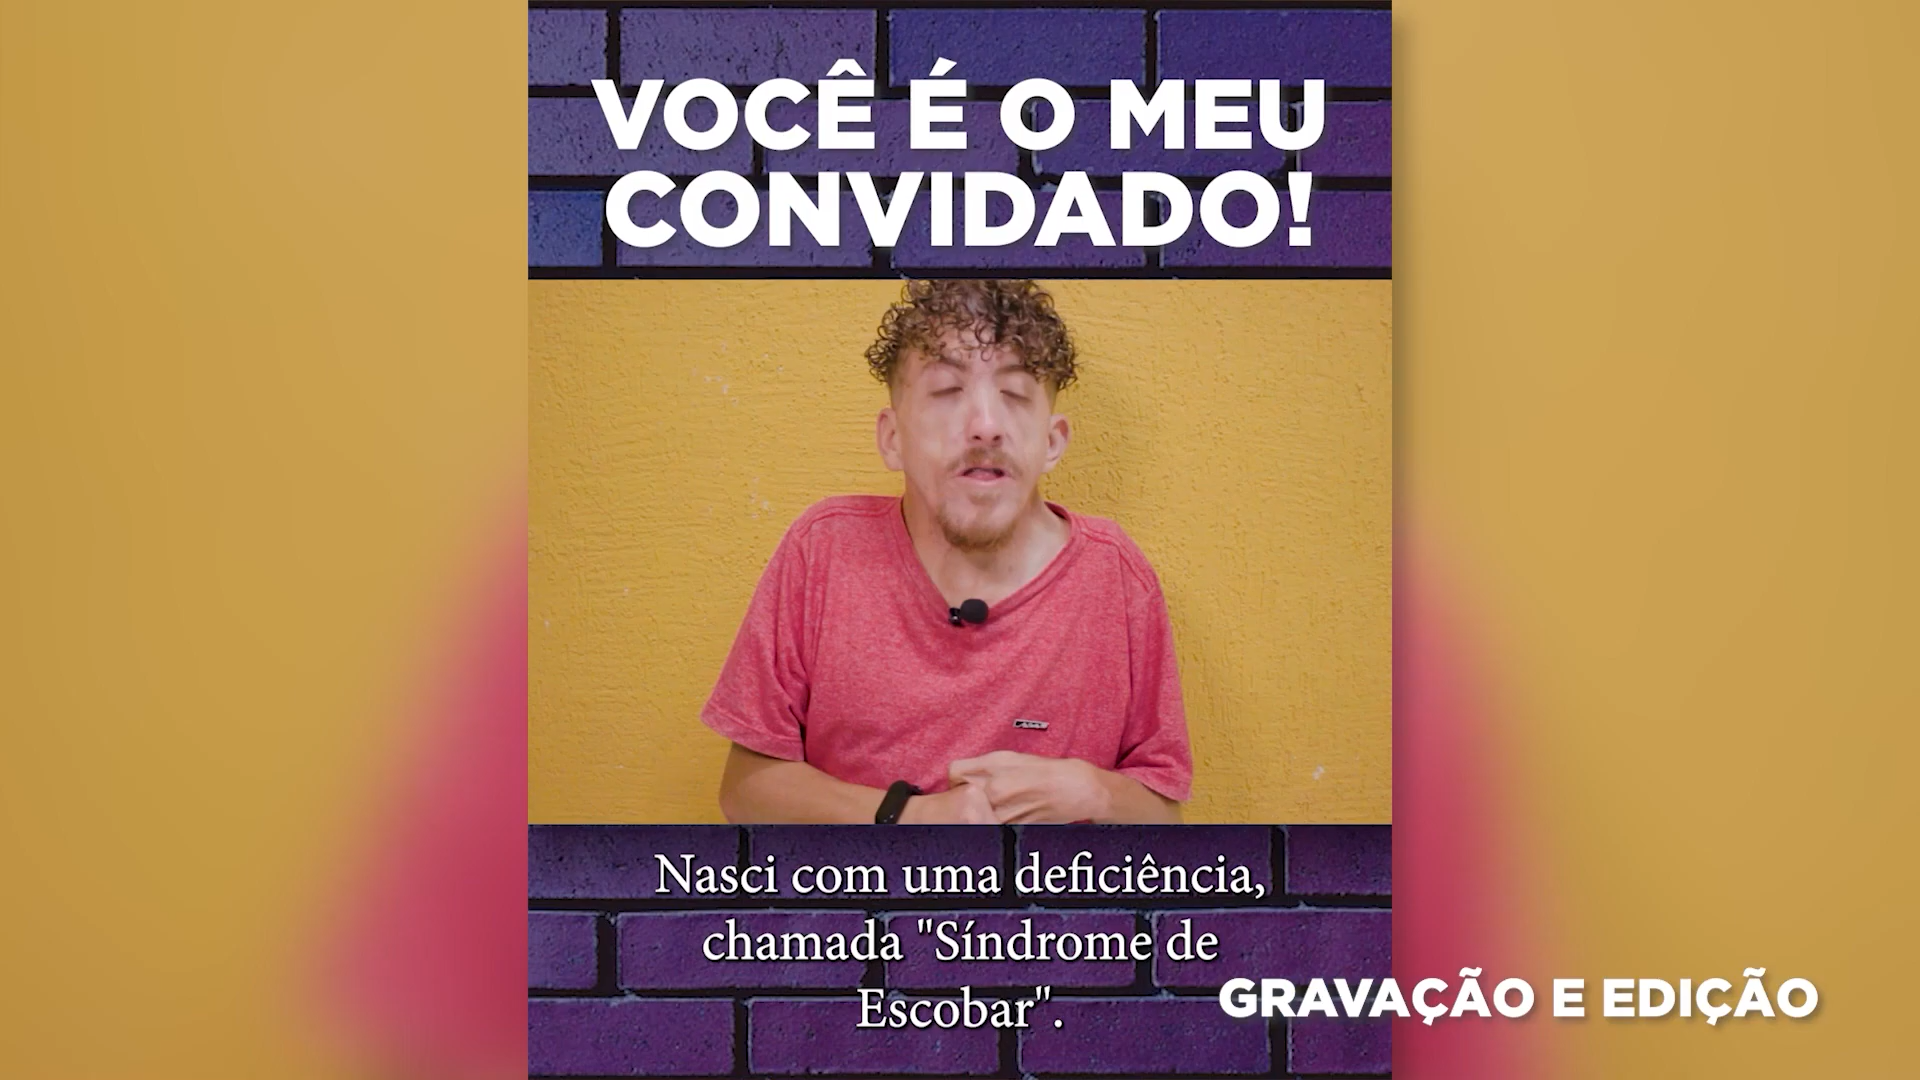 VOCÊ É O MEU
CONVIDADO!
Nasci com uma deficiência,
chamada "Síndrome de
Escobar".
GRAVAÇÃO E EDIÇÃO